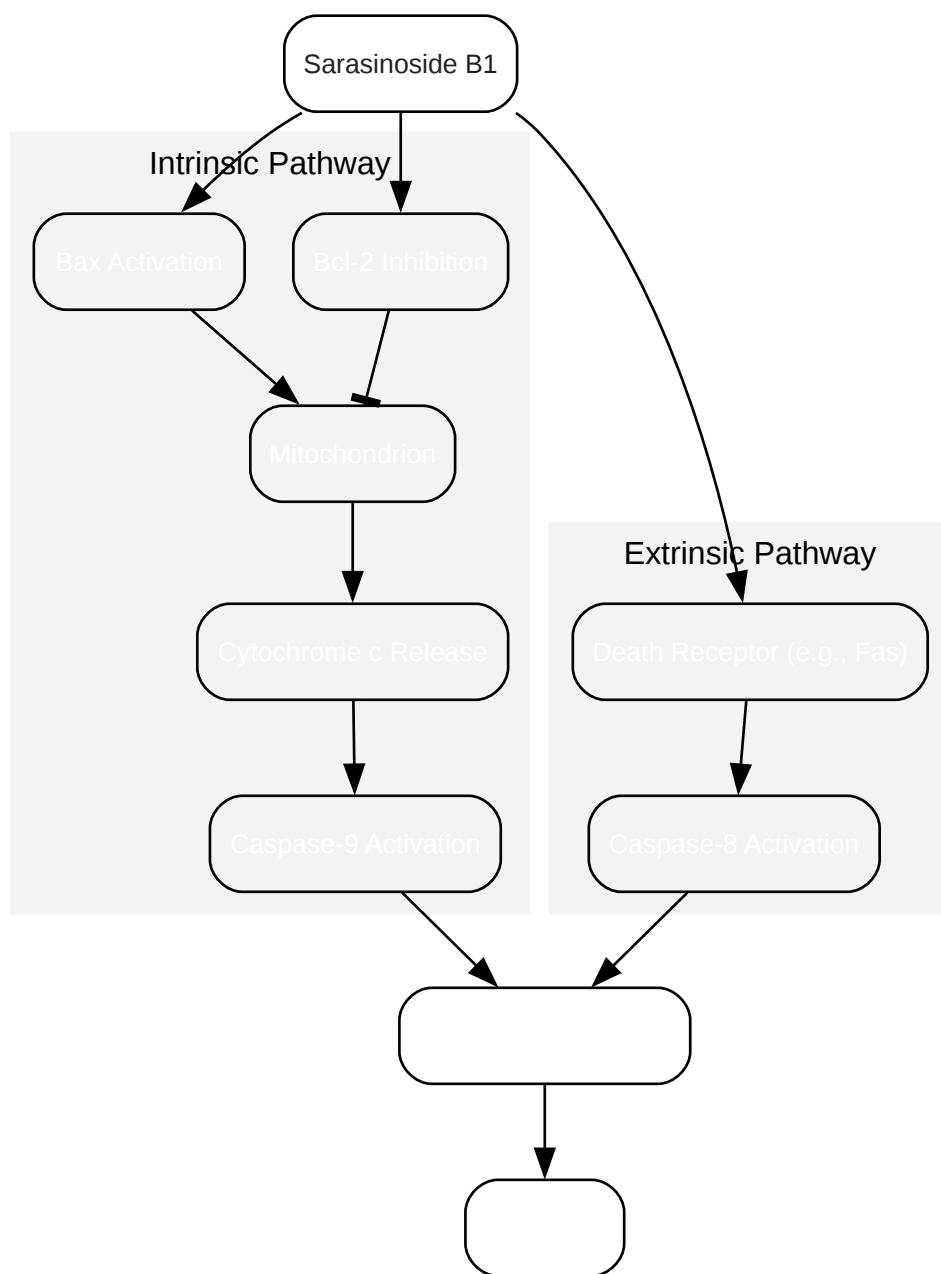 Sarasinoside B1
Intrinsic Pathway
Bax Activation
Bcl-2 Inhibition
Mitochondrion
Extrinsic Pathway
Cytochrome c Release
Death Receptor (e.g., Fas)
Caspase-9 Activation
Caspase-8 Activation